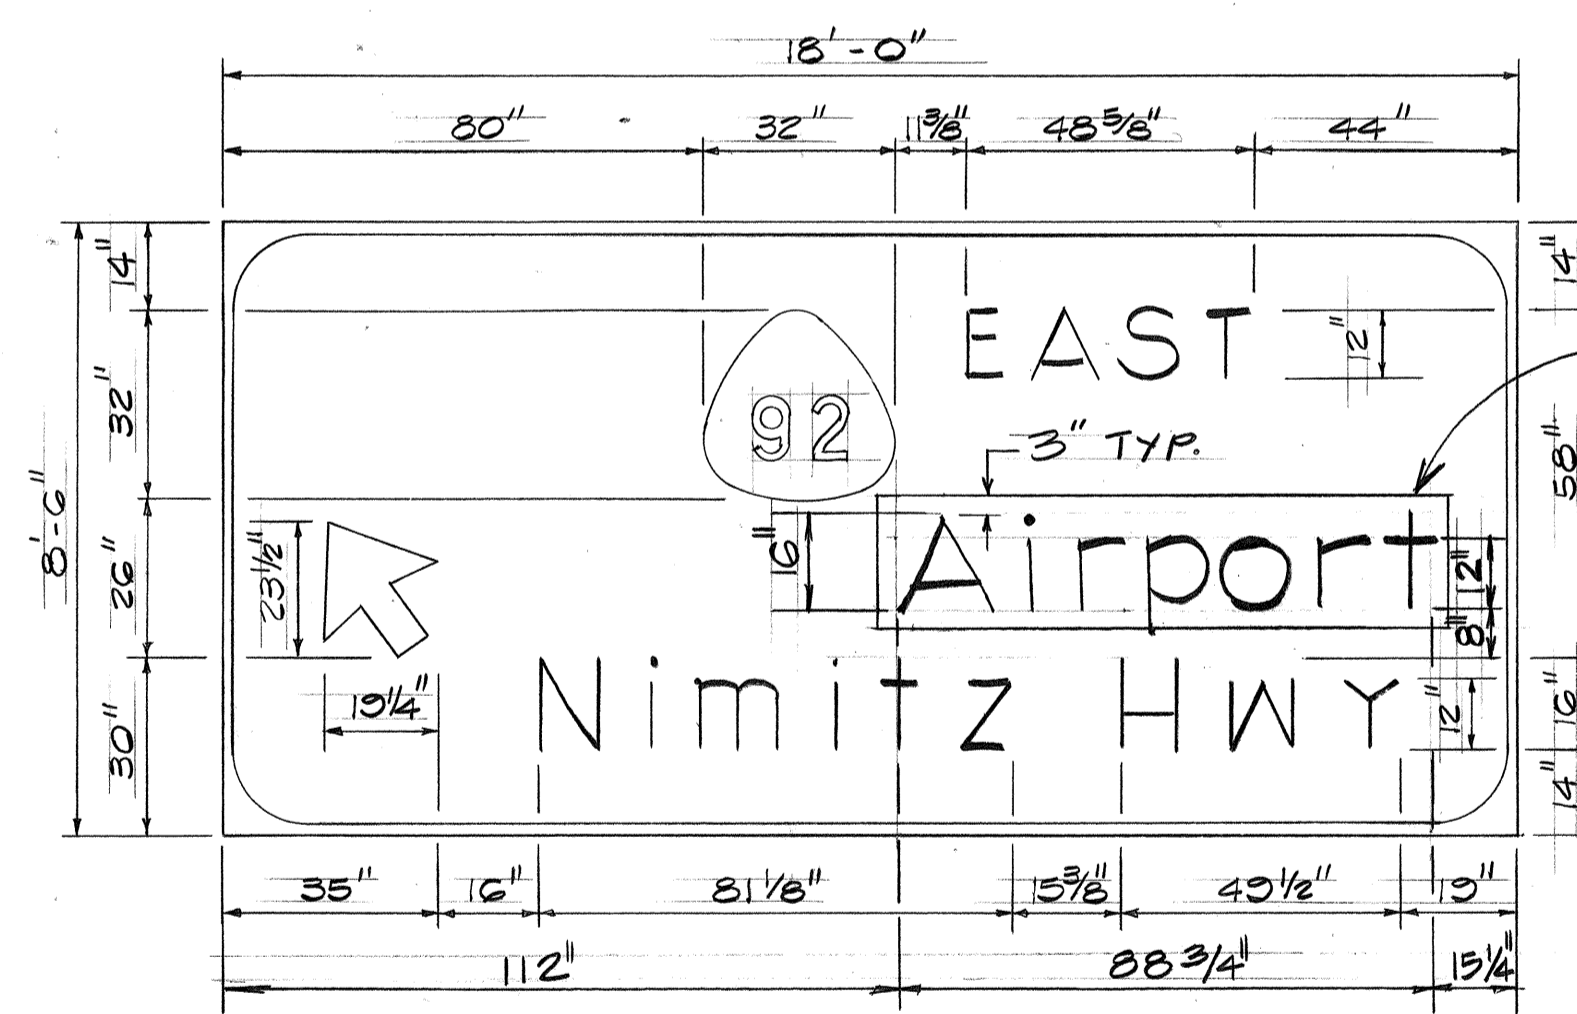 18'-0"
80" 32" 11 3/8" 48 5/8" 44"
14" 14"
EAST
12"
32"
92
3" TYP.
58"
8'-6"
16" Airport 12"
23 1/2"
26"
8"
Nimitz HWY
19 1/4"
12" 16"
30"
14"
35" 16" 81 1/8" 15 3/8" 49 1/2" 19"
112" 88 3/4" 15 1/4"